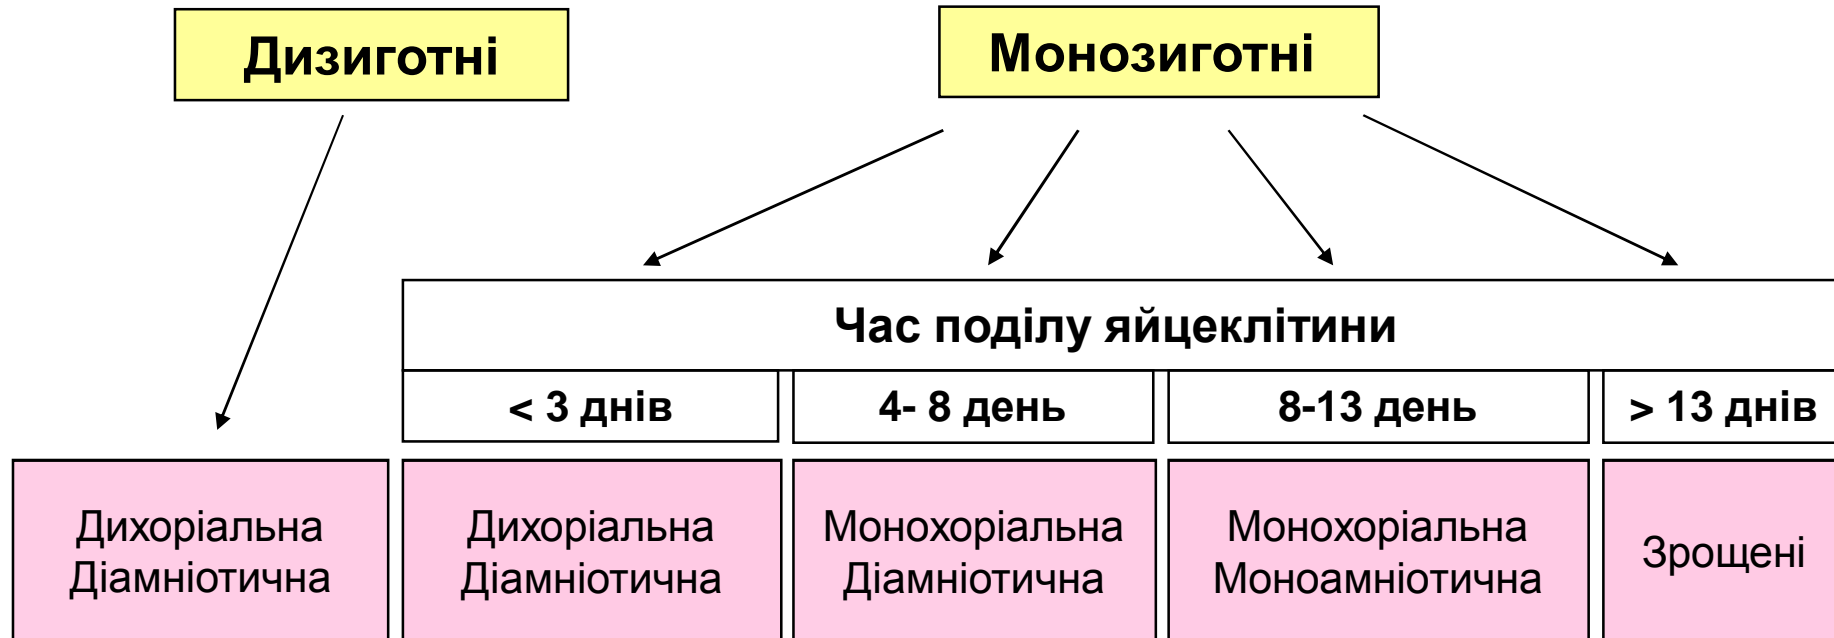 Дизиготні
Монозиготні
Час поділу яйцеклітини
< 3 днів
4- 8 день
8-13 день
> 13 днів
Дихоріальна
Діамніотична
Дихоріальна
Діамніотична
Монохоріальна
Діамніотична
Монохоріальна
Моноамніотична
Зрощені